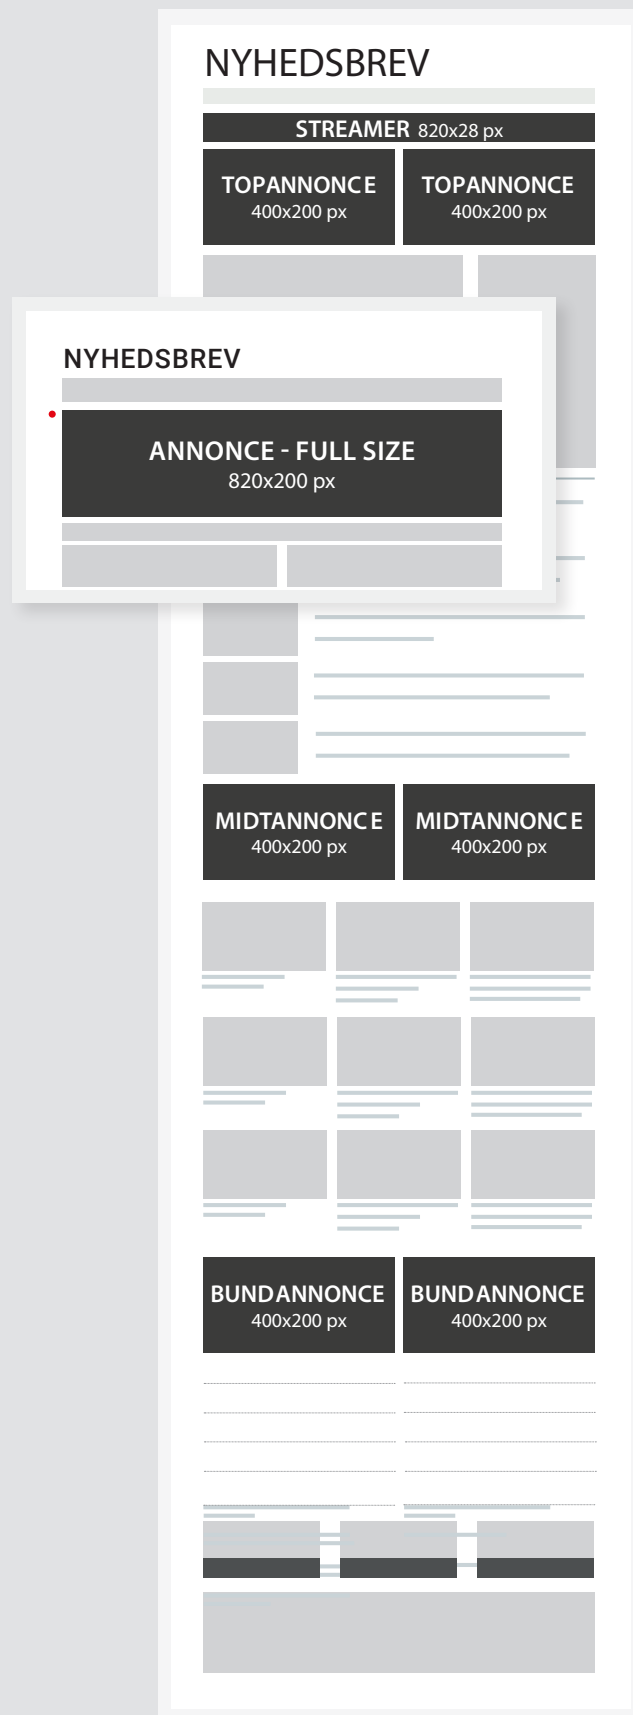 NYHEDSBREV
STREAMER 820x28 px
TOPANNONCE
400x200 px
TOPANNONCE
400x200 px
NYHEDSBREV
ANNONCE - FULL SIZE
820x200 px
MIDTANNONCE
400x200 px
MIDTANNONCE
400x200 px
BUNDANNONCE
400x200 px
BUNDANNONCE
400x200 px